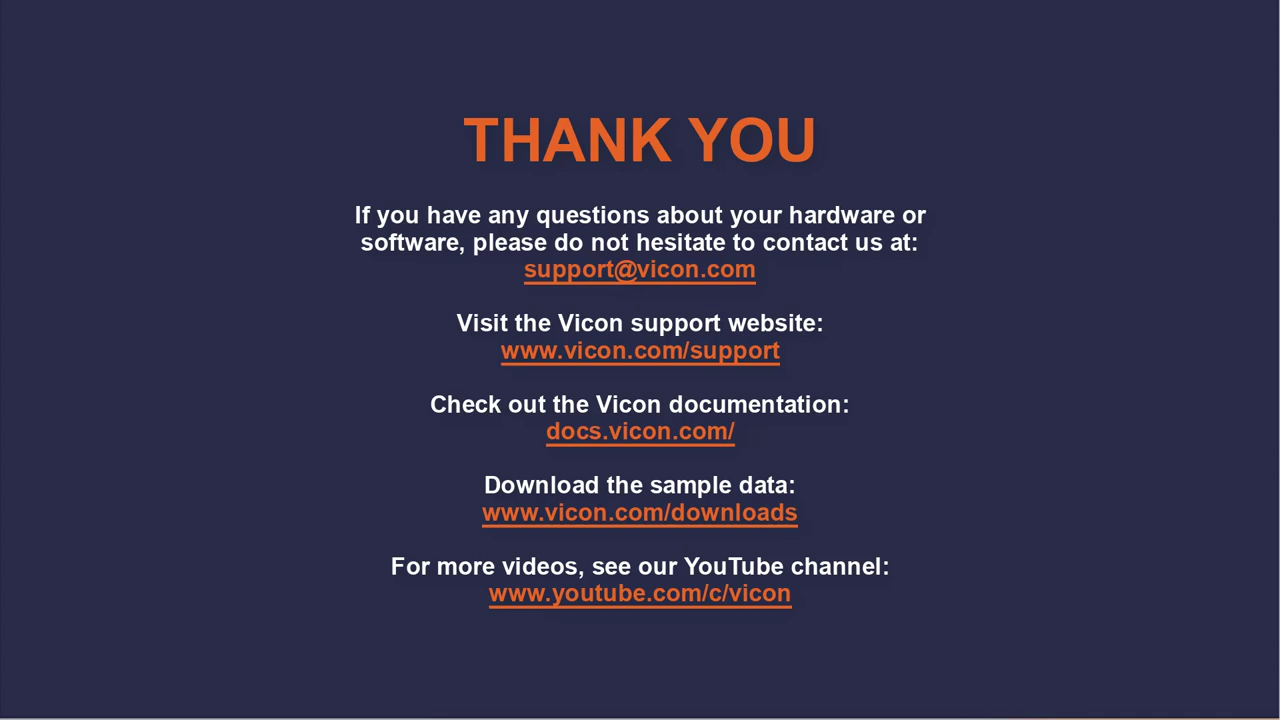 THANK YOU
If you have any questions about your hardware or
software, please do not hesitate to contact us at:
support@vicon.com
Visit the Vicon support website:
www.vicon.com/support
Check out the Vicon documentation:
docs.vicon.com/
Download the sample data:
www.vicon.com/downloads
For more videos, see our YouTube channel:
www.youtube.com/c/vicon